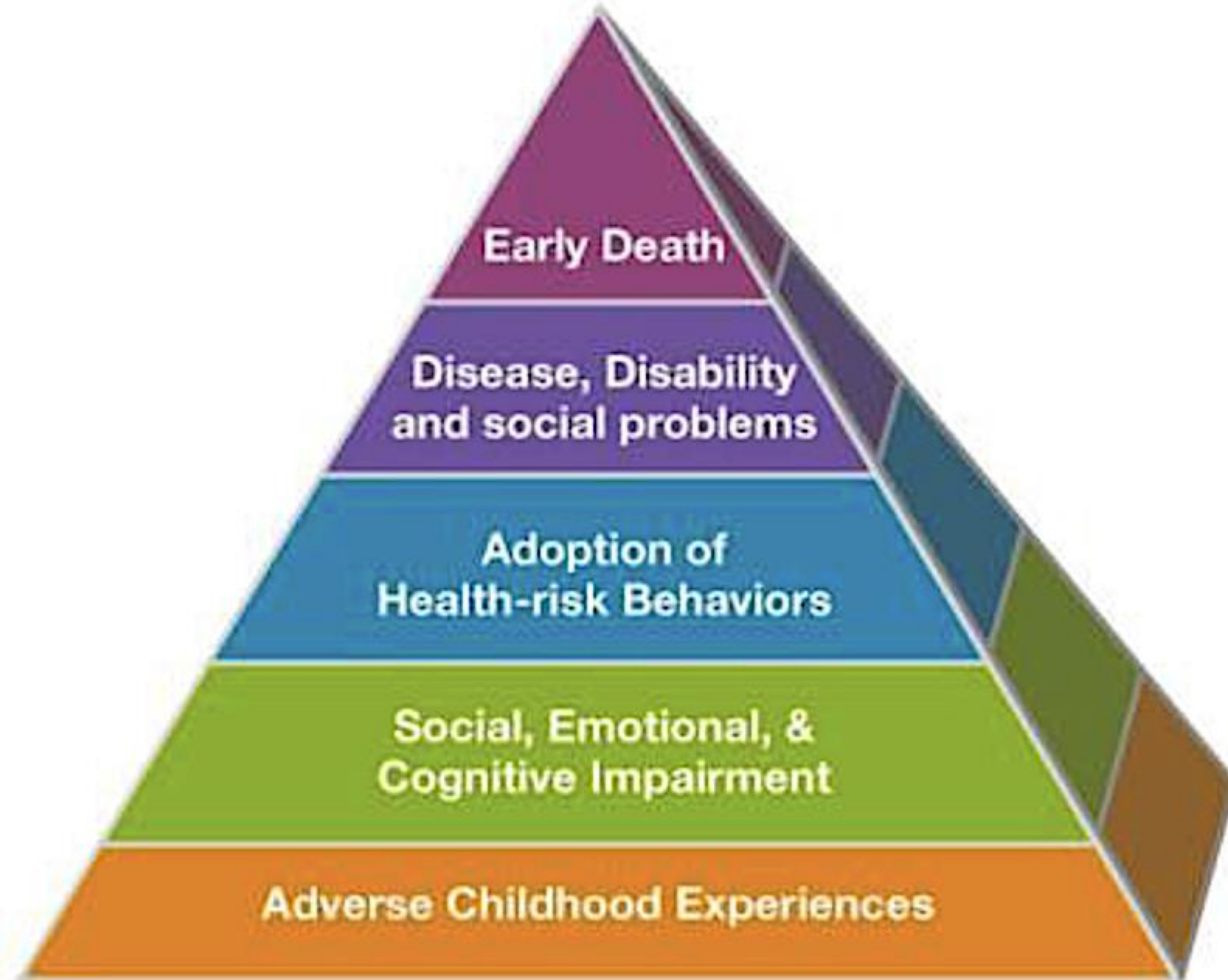 Early Death
Disease, Disability
and social problems
Adoption of
Health-risk Behaviors
Social, Emotional, &
Cognitive Impairment
Adverse Childhood Experiences